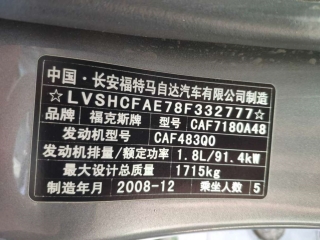 中国·长安福特马自达汽车有限公司制造
☆LVSHCFAE78F332777☆
品牌 福克斯牌 型号 CAF7180A48
发动机型号 CAF483Q0
发动机排量/额定功率 1.8L/91.4kW
最大设计总质量 1715kg
制造年月 2008-12 乘坐人数 5